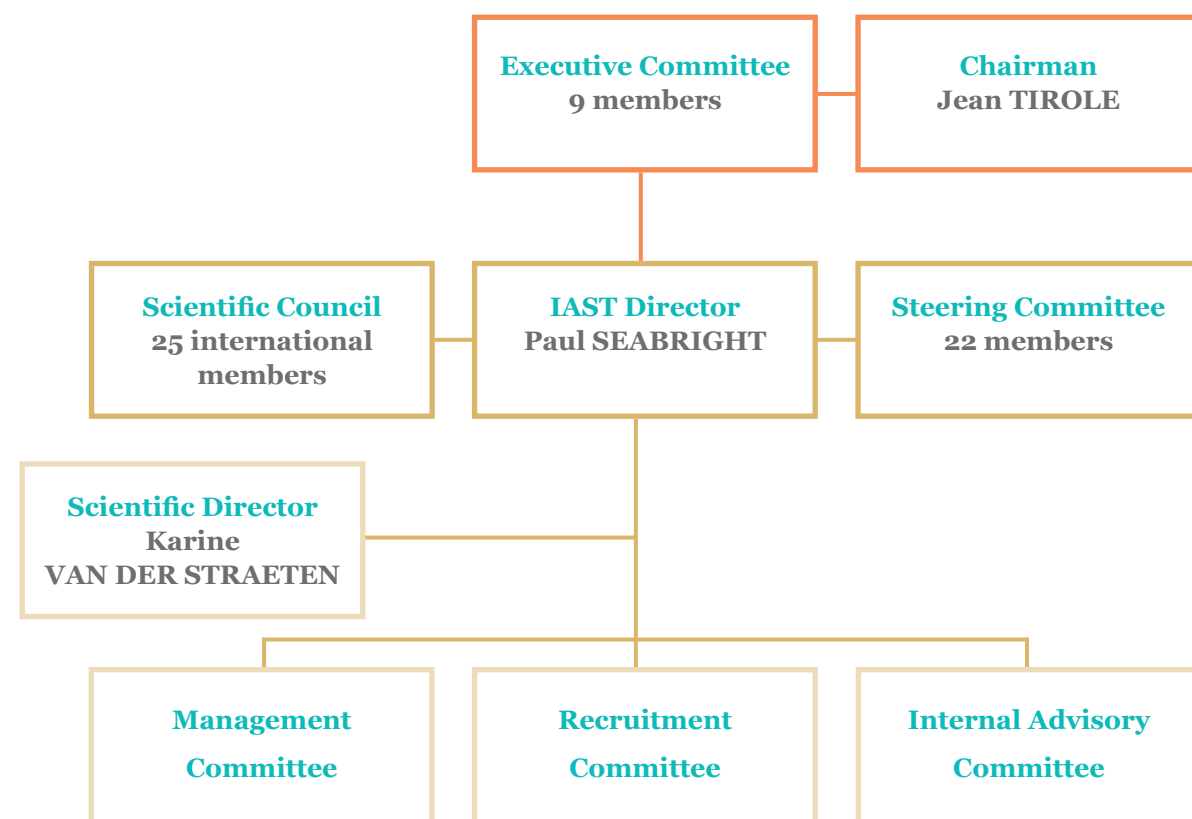 Executive Committee
9 members
Chairman
Jean TIROLE
Scientific Council
25 international
members
IAST Director
Paul SEABRIGHT
Steering Committee
22 members
Scientific Director
Karine
VAN DER STRAETEN
Management
Committee
Recruitment
Committee
Internal Advisory
Committee